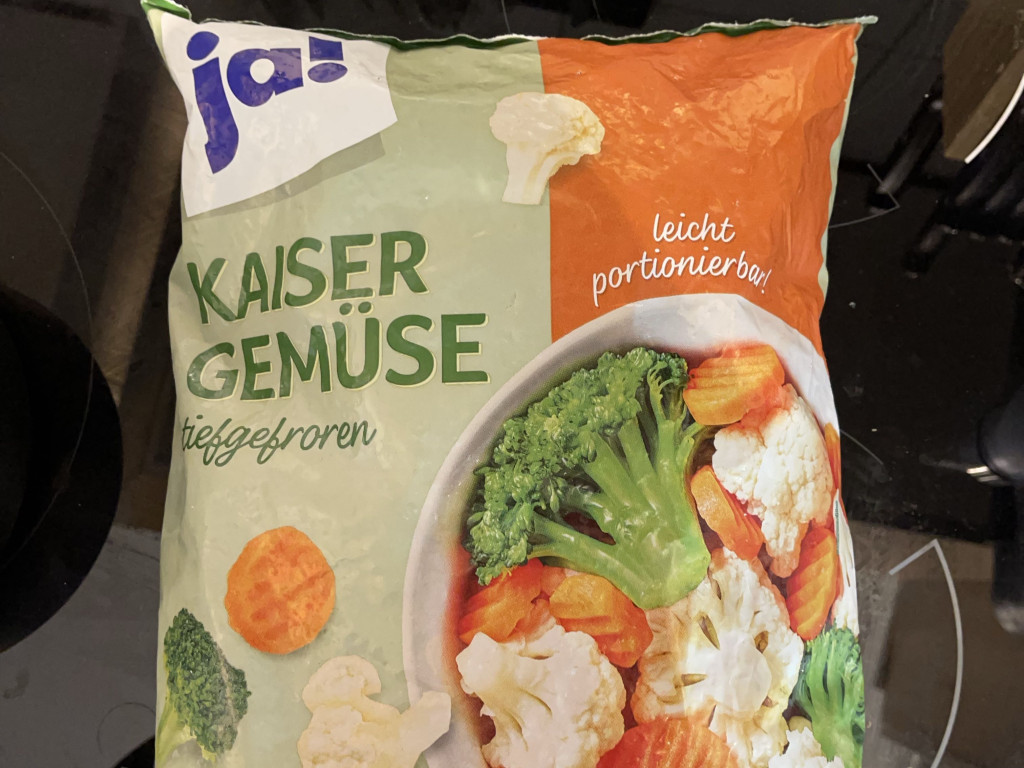 ja!
KAISER
GEMÜSE
tiefgefroren
leicht
portionierbar!